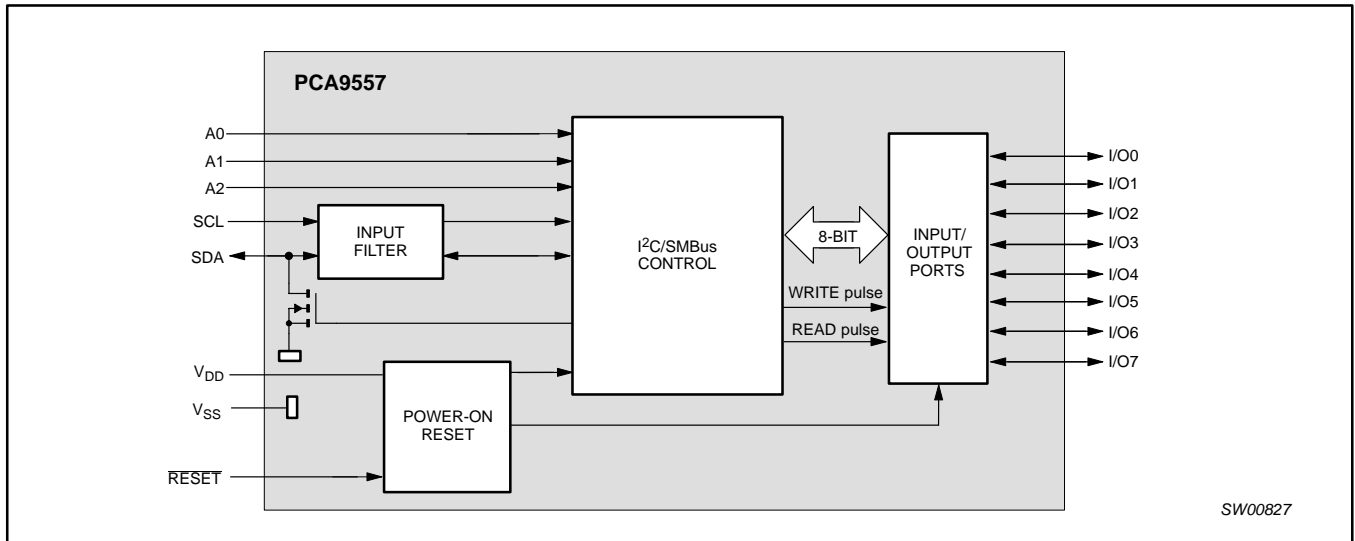 PCA9557
A0
A1
A2
SCL
SDA
INPUT
FILTER
I²C/SMBus
CONTROL
8-BIT
WRITE pulse
READ pulse
INPUT/
OUTPUT
PORTS
I/O0
I/O1
I/O2
I/O3
I/O4
I/O5
I/O6
I/O7
VDD
VSS
POWER-ON
RESET
RESET
SW00827